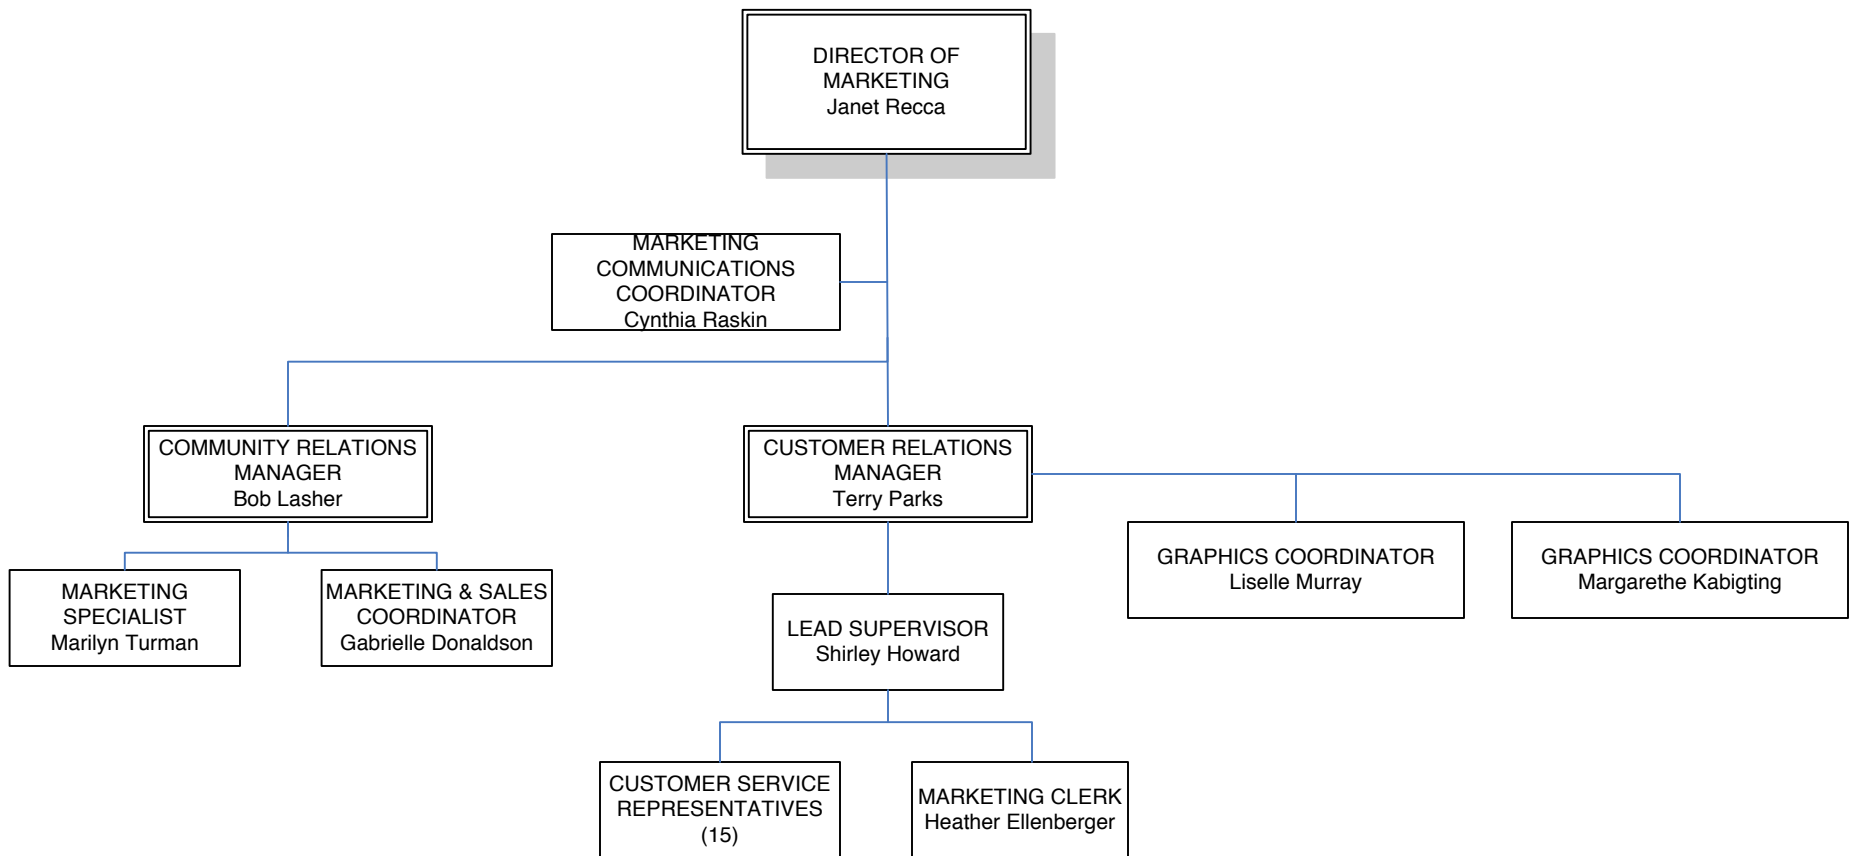 DIRECTOR OF
MARKETING
Janet Recca
MARKETING
COMMUNICATIONS
COORDINATOR
Cynthia Raskin
COMMUNITY RELATIONS
MANAGER
Bob Lasher
CUSTOMER RELATIONS
MANAGER
Terry Parks
GRAPHICS COORDINATOR
Liselle Murray
GRAPHICS COORDINATOR
Margarethe Kabigting
MARKETING
SPECIALIST
Marilyn Turman
MARKETING & SALES
COORDINATOR
Gabrielle Donaldson
LEAD SUPERVISOR
Shirley Howard
CUSTOMER SERVICE
REPRESENTATIVES
(15)
MARKETING CLERK
Heather Ellenberger